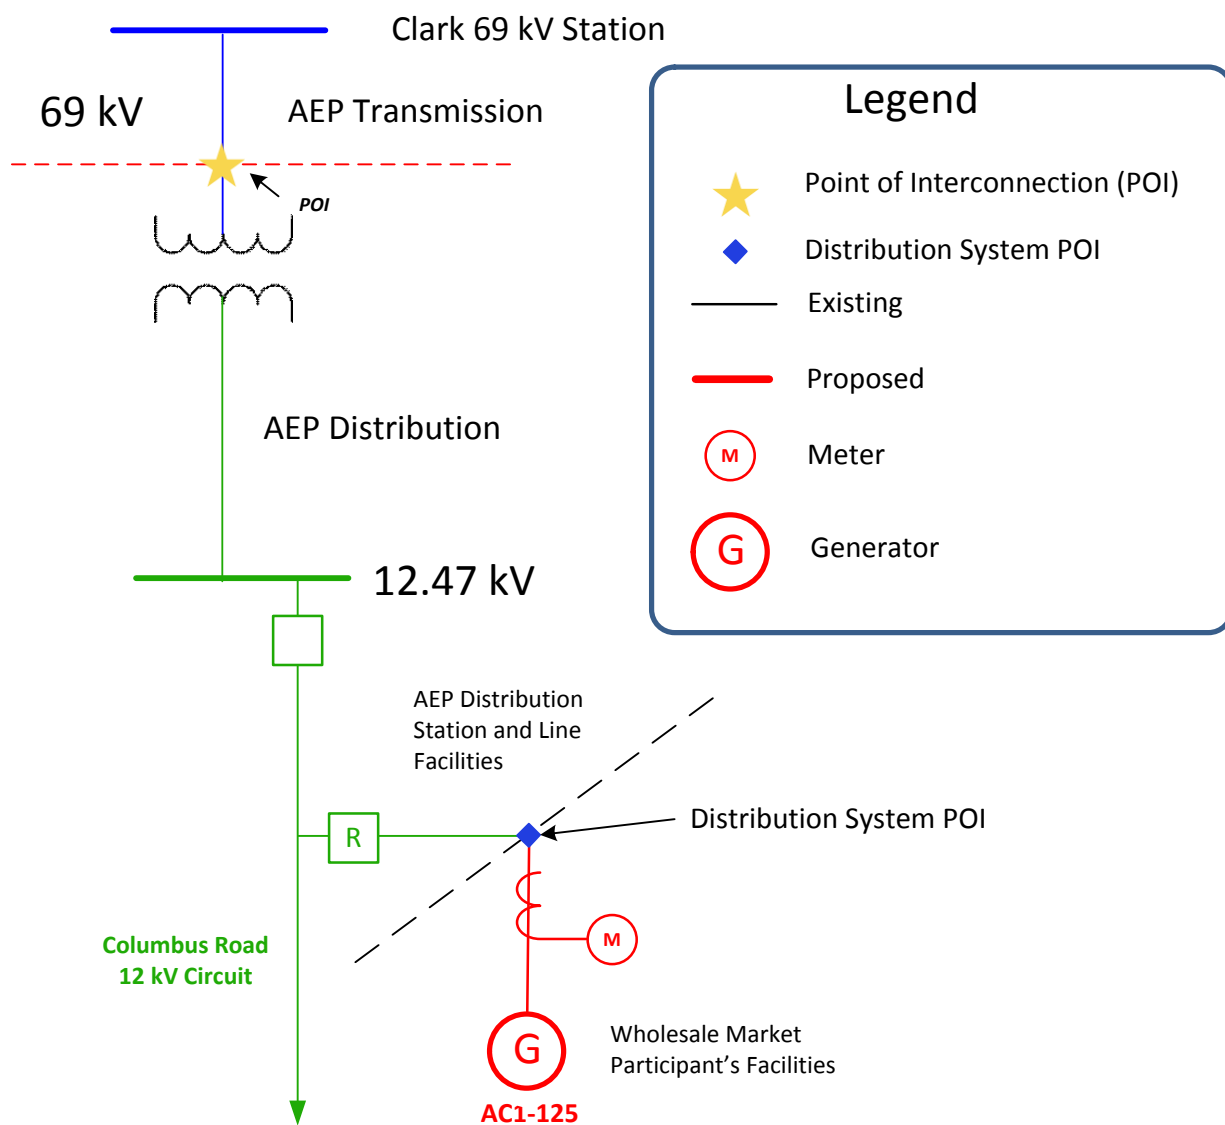 Clark 69 kV Station
69 kV
AEP Transmission
POI
AEP Distribution
12.47 kV
AEP Distribution
Station and Line
Facilities
R
Distribution System POI
Columbus Road
12 kV Circuit
M
G
Wholesale Market
Participant’s Facilities
AC1-125
Legend
Point of Interconnection (POI)
Distribution System POI
Existing
Proposed
M
Meter
G
Generator